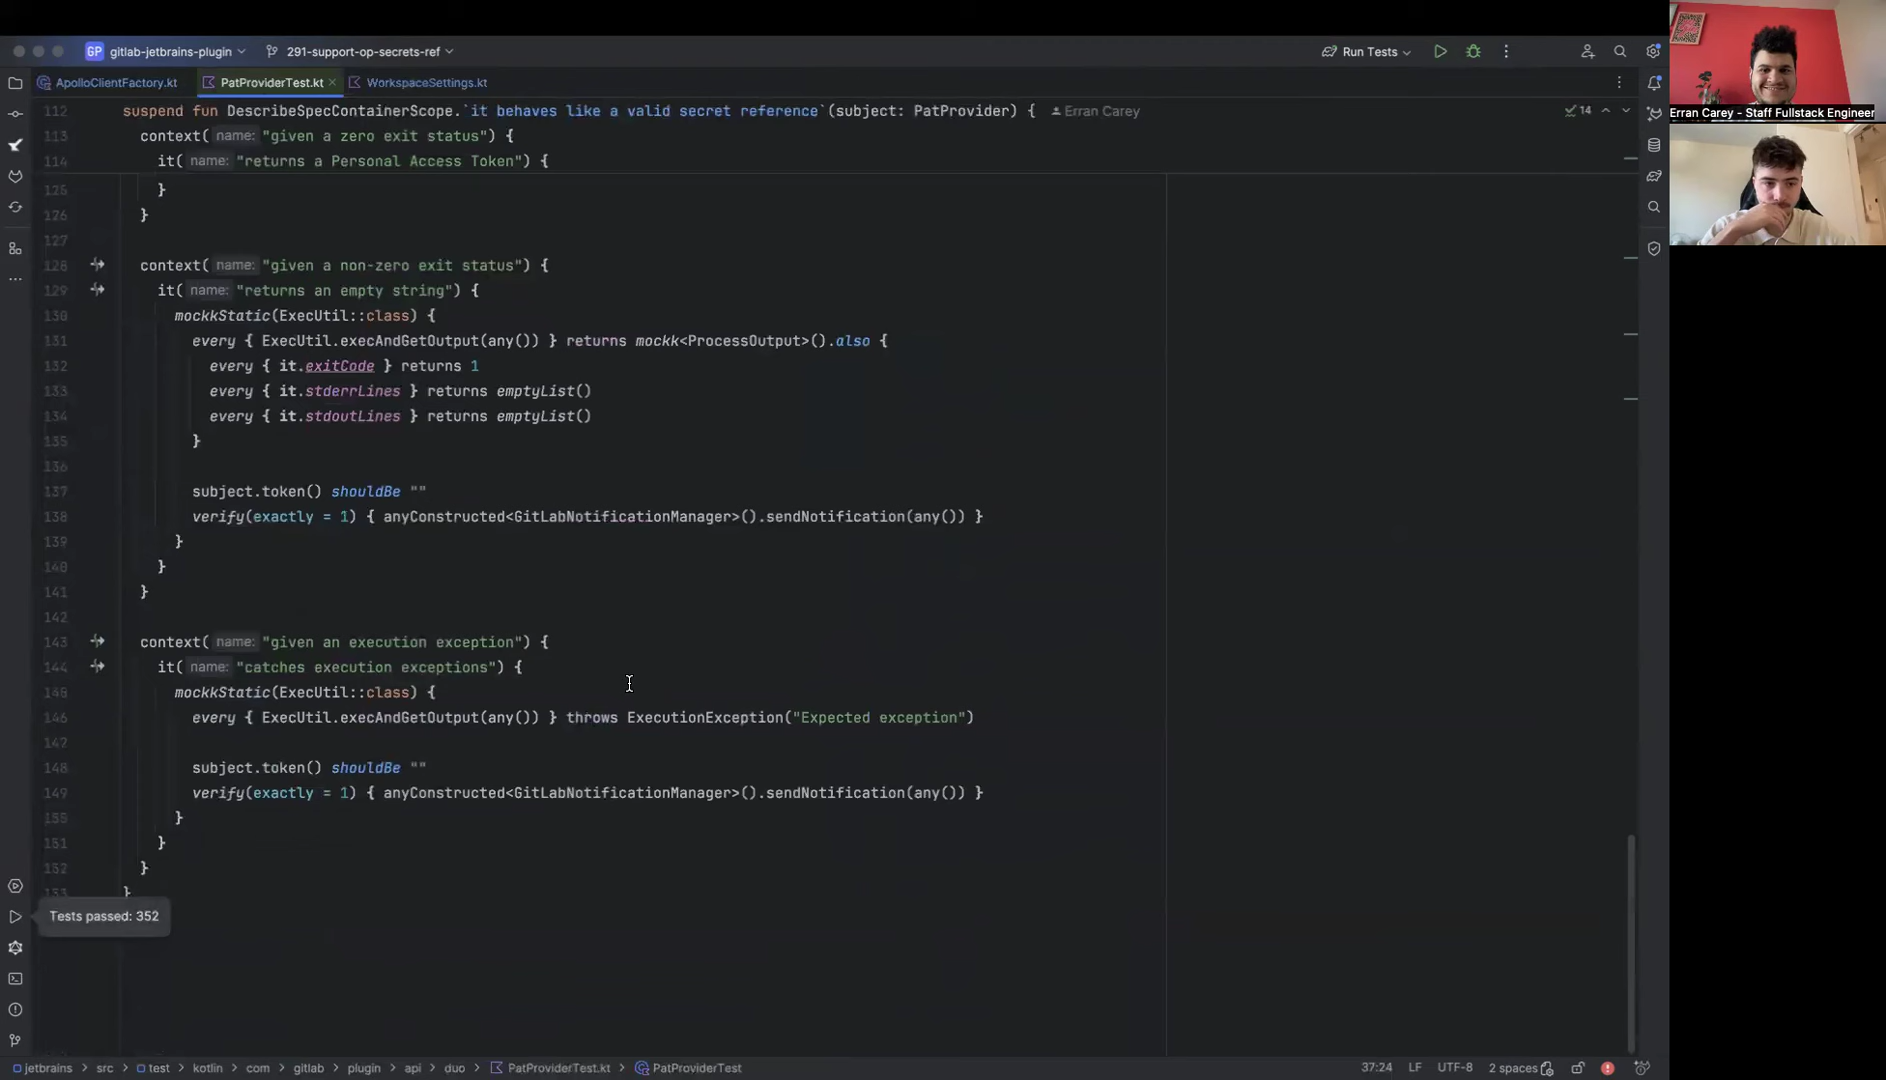 GP gitlab-jetbrains-plugin 291-support-op-secrets-ref Run Tests
ApolloClientFactory.kt PatProviderTest.kt WorkspaceSettings.kt
112 suspend fun DescribeSpecContainerScope.`it behaves like a valid secret reference`(subject: PatProvider) { Erran Carey 14
113 context( name: "given a zero exit status") {
114 it( name: "returns a Personal Access Token") {
125 }
126 }
127
128 context( name: "given a non-zero exit status") {
129 it( name: "returns an empty string") {
130 mockkStatic(ExecUtil::class) {
131 every { ExecUtil.execAndGetOutput(any()) } returns mockk<ProcessOutput>().also {
132 every { it.exitCode } returns 1
133 every { it.stderrLines } returns emptyList()
134 every { it.stdoutLines } returns emptyList()
135 }
136
137 subject.token() shouldBe ""
138 verify(exactly = 1) { anyConstructed<GitLabNotificationManager>().sendNotification(any()) }
139 }
140 }
141 }
142
143 context( name: "given an execution exception") {
144 it( name: "catches execution exceptions") {
145 mockkStatic(ExecUtil::class) {
146 every { ExecUtil.execAndGetOutput(any()) } throws ExecutionException("Expected exception")
147
148 subject.token() shouldBe ""
149 verify(exactly = 1) { anyConstructed<GitLabNotificationManager>().sendNotification(any()) }
150 }
151 }
152 }
153 }
Tests passed: 352
jetbrains > src > test > kotlin > com > gitlab > plugin > api > duo > PatProviderTest.kt > PatProviderTest 37:24 LF UTF-8 2 spaces
Erran Carey - Staff Fullstack Engineer